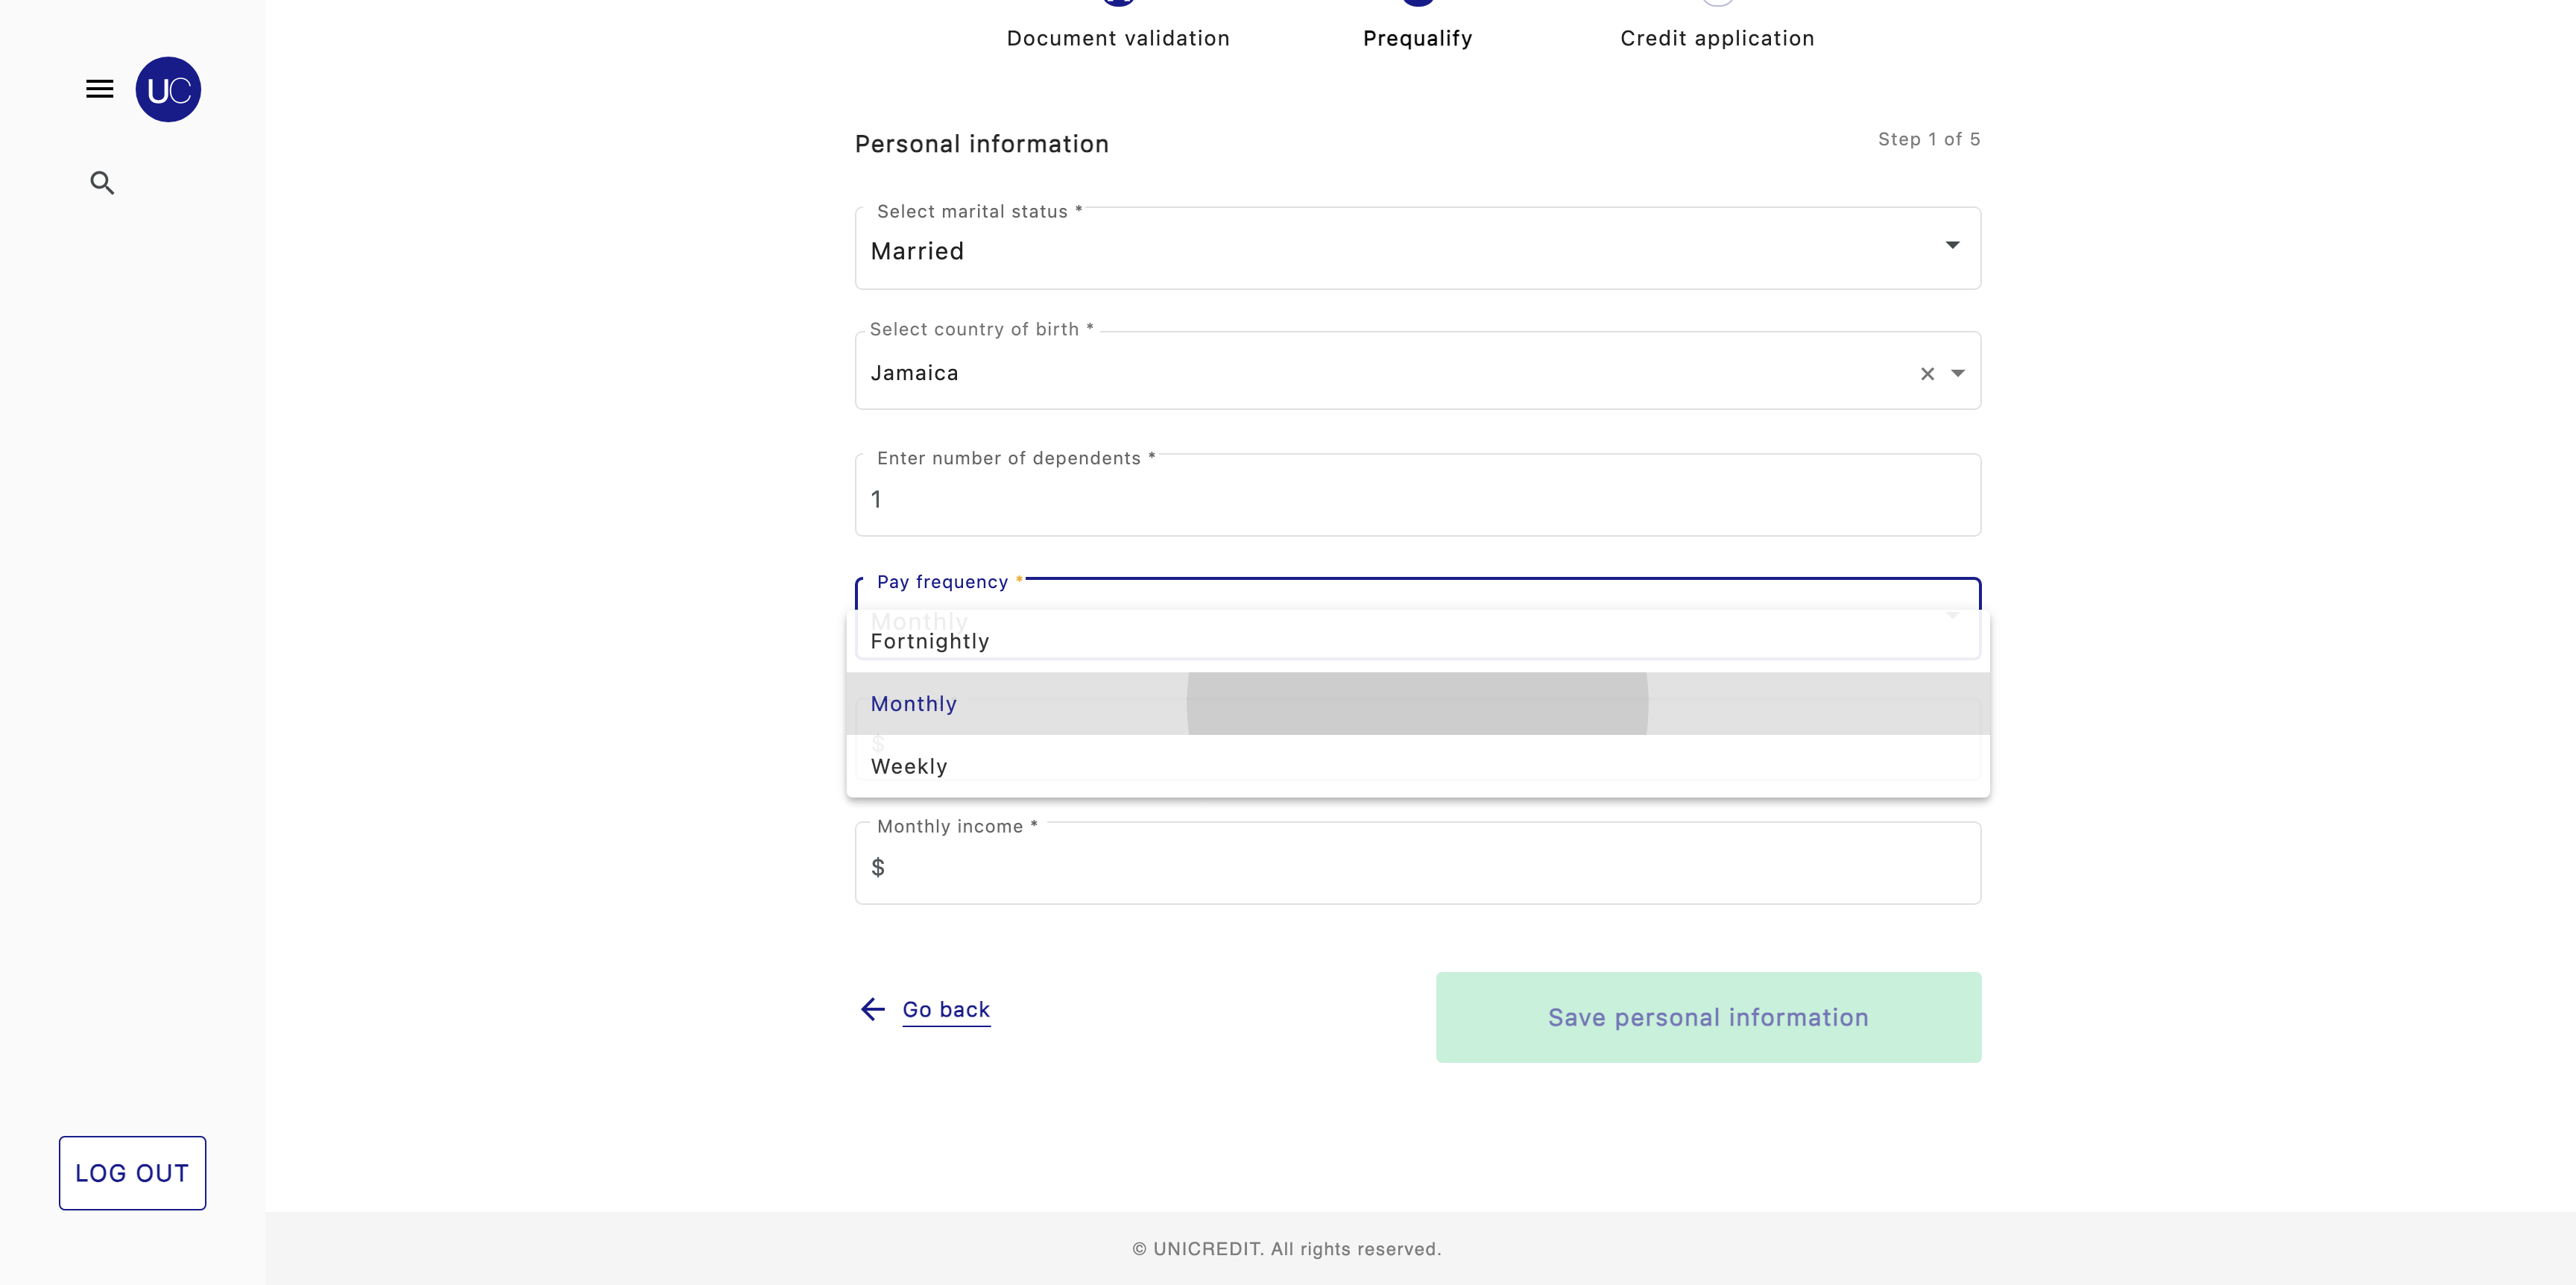 Document validation
Prequalify
Credit application
UC
Personal information
Step 1 of 5
Select marital status *
Married
Select country of birth *
Jamaica
Enter number of dependents *
1
Pay frequency *
Monthly
Fortnightly
Monthly
$
Weekly
Monthly income *
$
Go back
Save personal information
LOG OUT
© UNICREDIT. All rights reserved.